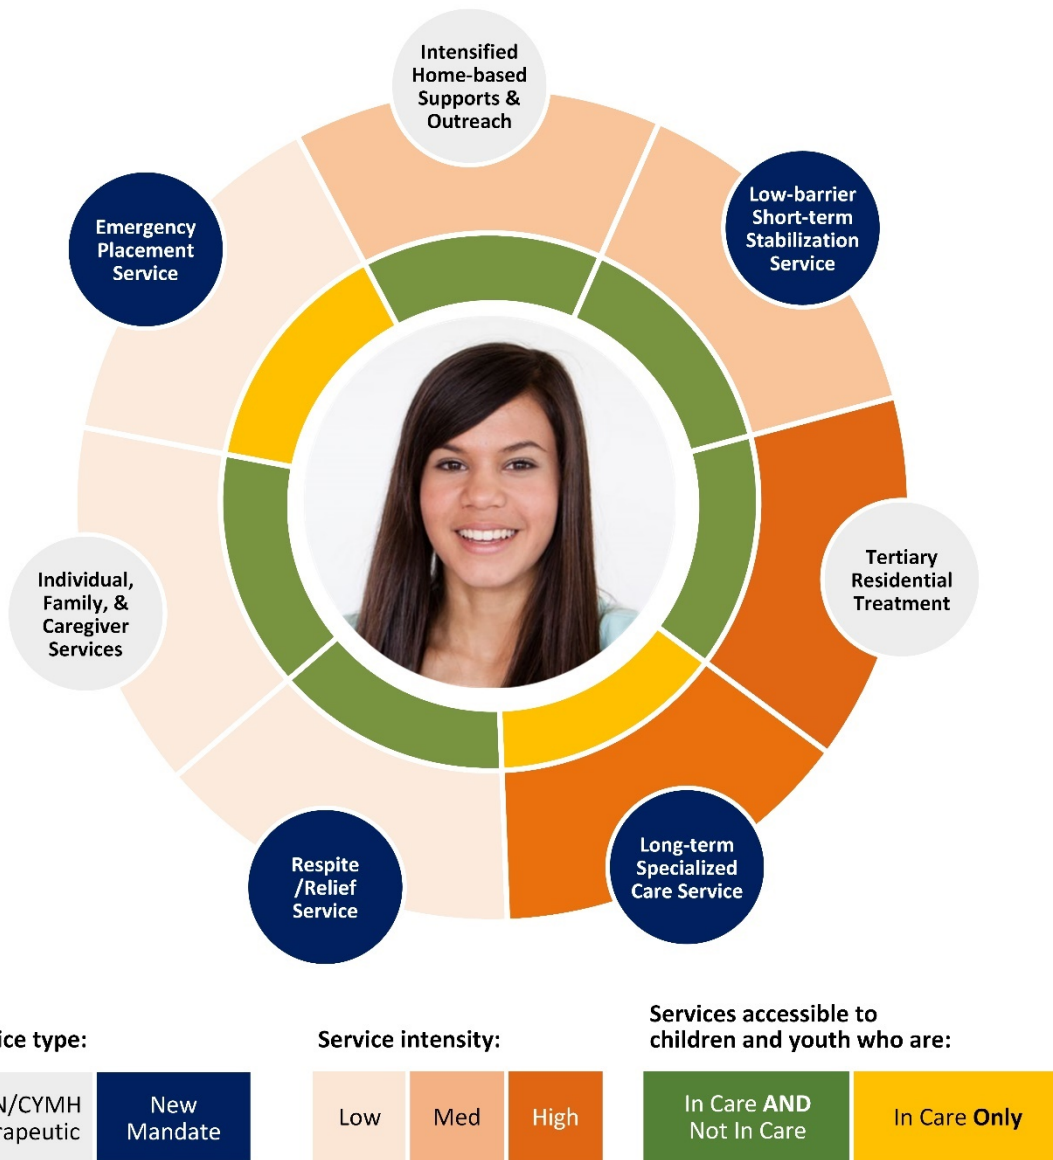 Intensified
Home-based
Supports &
Outreach
Low-barrier
Short-term
Stabilization
Service
Tertiary
Residential
Treatment
Long-term
Specialized
Care Service
Respite
/Relief
Service
Individual,
Family, &
Caregiver
Services
Emergency
Placement
Service
type:
New
Mandate
Service intensity:
Low
Med
High
Services accessible to
children and youth who are:
In Care AND
Not In Care
In Care Only